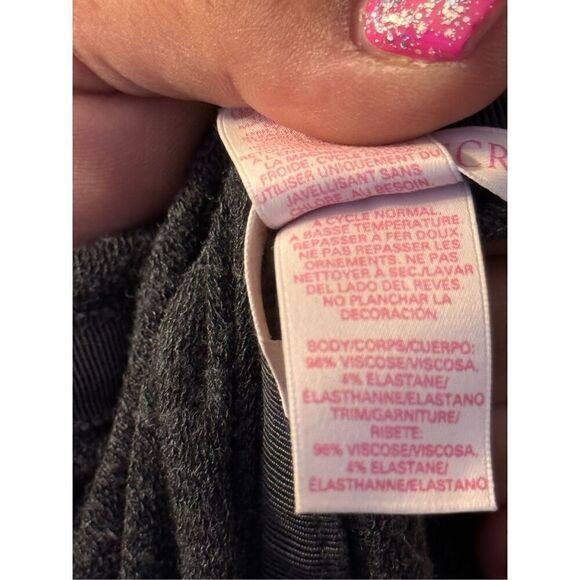 À LA MA
FROIDE. CYCLE
UTILISER UNIQUEMENT DU
JAVELLISANT SANS
CHLORE AU BESOIN
CR
À CYCLE NORMAL,
À BASSE TEMPÉRATURE
REPASSER À FER DOUX.
NE PAS REPASSER LES
ORNEMENTS. NE PAS
NETTOYER À SEC./LAVAR
DEL LADO DEL REVÉS.
NO PLANCHAR LA
DECORACIÓN
BODY/CORPS/CUERPO:
96% VISCOSE/VISCOSA,
4% ELASTANE/
ÉLASTHANNE/ELASTANO
TRIM/GARNITURE/
RIBETE:
96% VISCOSE/VISCOSA,
4% ELASTANE/
ÉLASTHANNE/ELASTANO